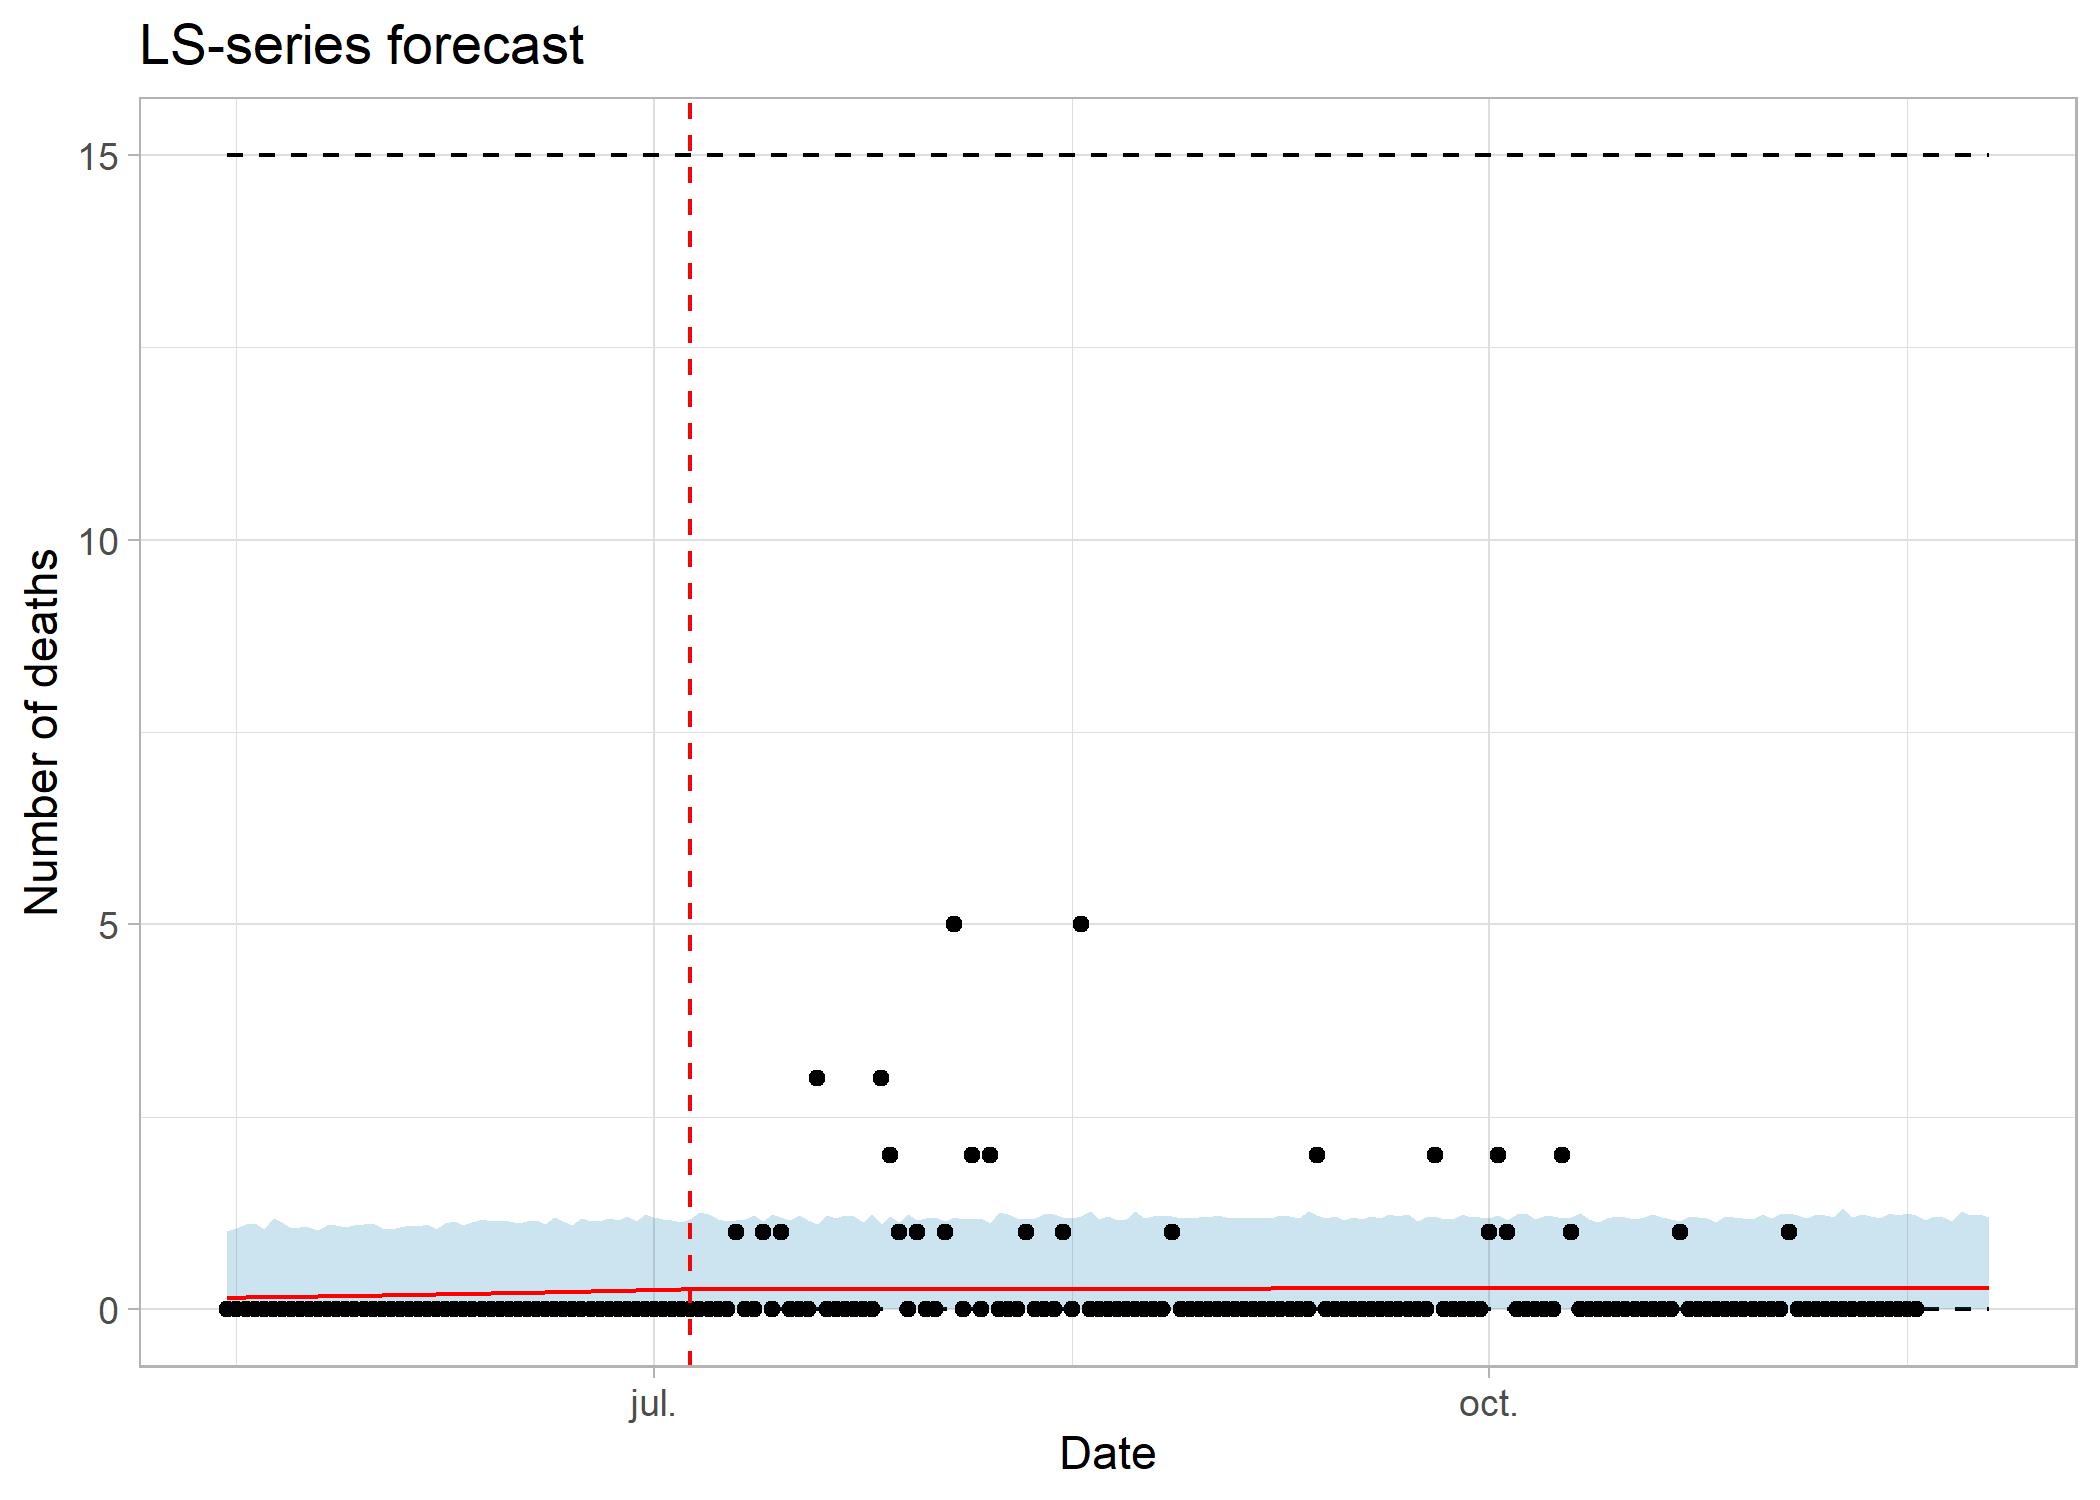 LS-series forecast
15
10
5
0
Number of deaths
jul.
oct.
Date